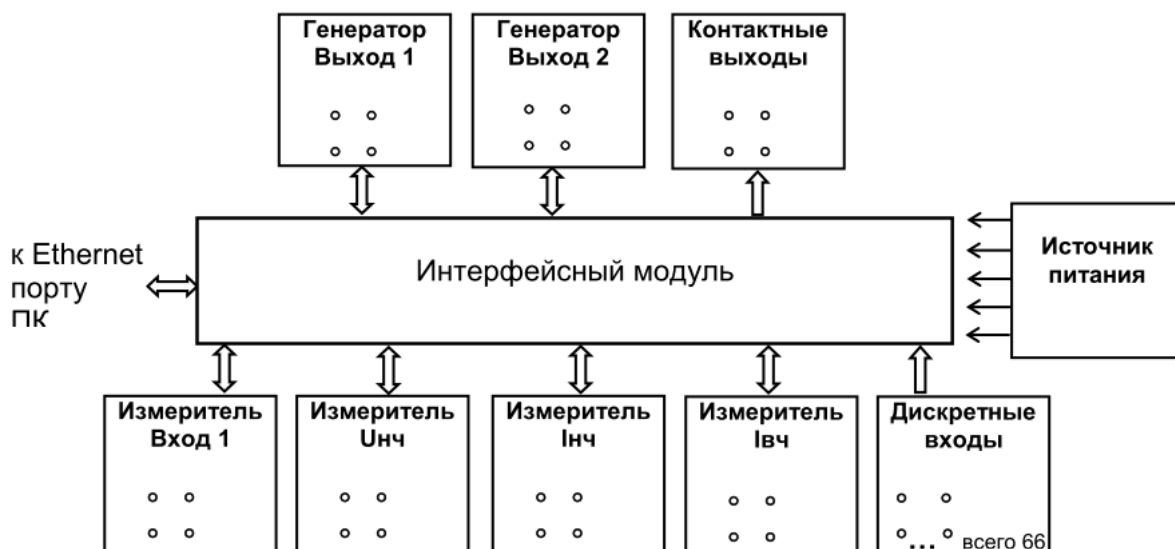 Генератор
Выход 1
Генератор
Выход 2
Контактные
выходы
к Ethernet
порту
ПК
Интерфейсный модуль
Источник
питания
Измеритель
Вход 1
Измеритель
Uнч
Измеритель
Iнч
Измеритель
Iвч
Дискретные
входы
... всего 66